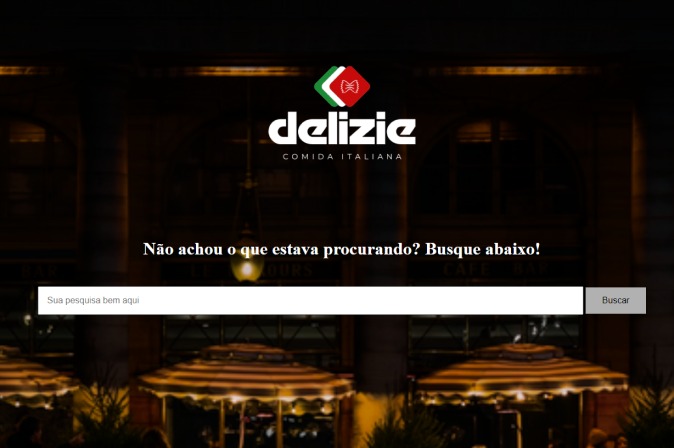 delizie
COMIDA ITALIANA
Não achou o que estava procurando? Busque abaixo!
Sua pesquisa bem aqui
Buscar